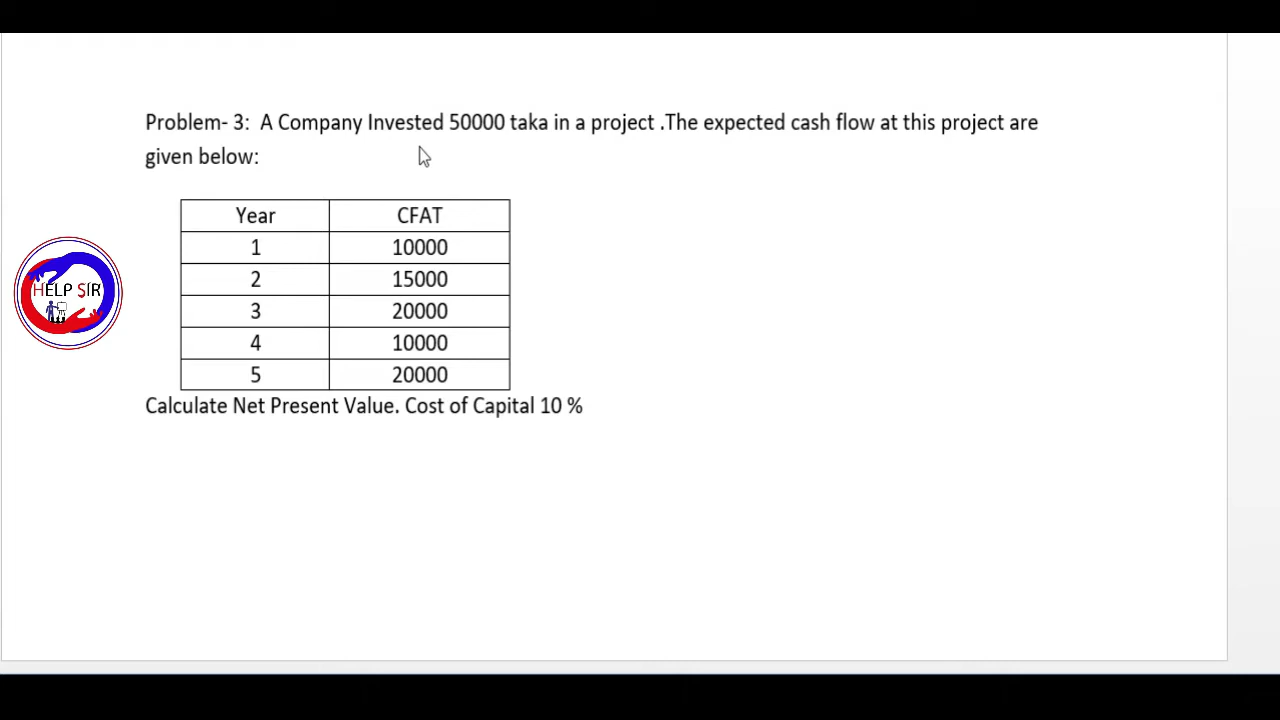 Problem- 3: A Company Invested 50000 taka in a project .The expected cash flow at this project are
given below:
Year CFAT
1 10000
2 15000
3 20000
4 10000
5 20000
HELP SIR
Calculate Net Present Value. Cost of Capital 10 %